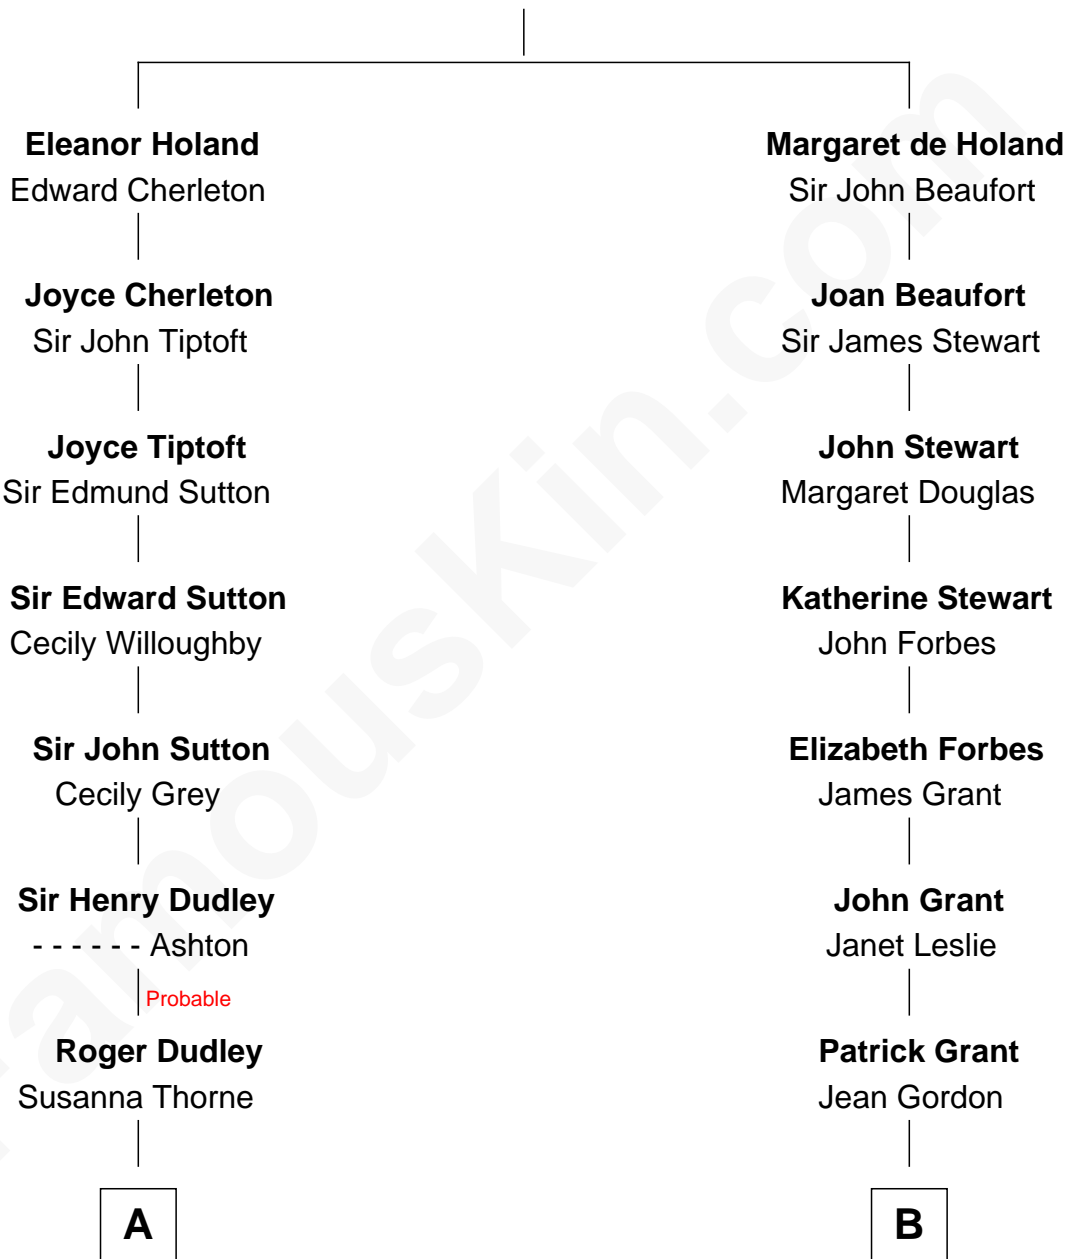 Eleanor Holand
Edward Cherleton
Joyce Cherleton
Sir John Tiptoft
Joyce Tiptoft
Sir Edmund Sutton
Sir Edward Sutton
Cecily Willoughby
Sir John Sutton
Cecily Grey
Sir Henry Dudley
- - - - - - Ashton
Probable
Roger Dudley
Susanna Thorne
A
Margaret de Holand
Sir John Beaufort
Joan Beaufort
Sir James Stewart
John Stewart
Margaret Douglas
Katherine Stewart
John Forbes
Elizabeth Forbes
James Grant
John Grant
Janet Leslie
Patrick Grant
Jean Gordon
B
FamousKin.com